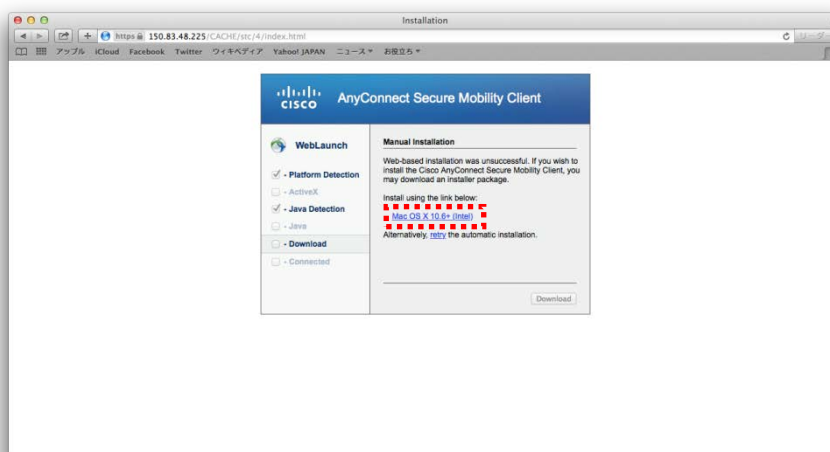 Installation
https 150.83.48.225/CACHE/stc/4/index.html
アップル iCloud Facebook Twitter ウィキペディア Yahoo! JAPAN ニュース▼ お役立ち▼
CISCO AnyConnect Secure Mobility Client
WebLaunch
- Platform Detection
- ActiveX
- Java Detection
- Java
- Download
- Connected
Manual Installation
Web-based installation was unsuccessful. If you wish to
install the Cisco AnyConnect Secure Mobility Client, you
may download an installer package.
Install using the link below:
Mac OS X 10.6+ (Intel)
Alternatively, retry the automatic installation.
Download